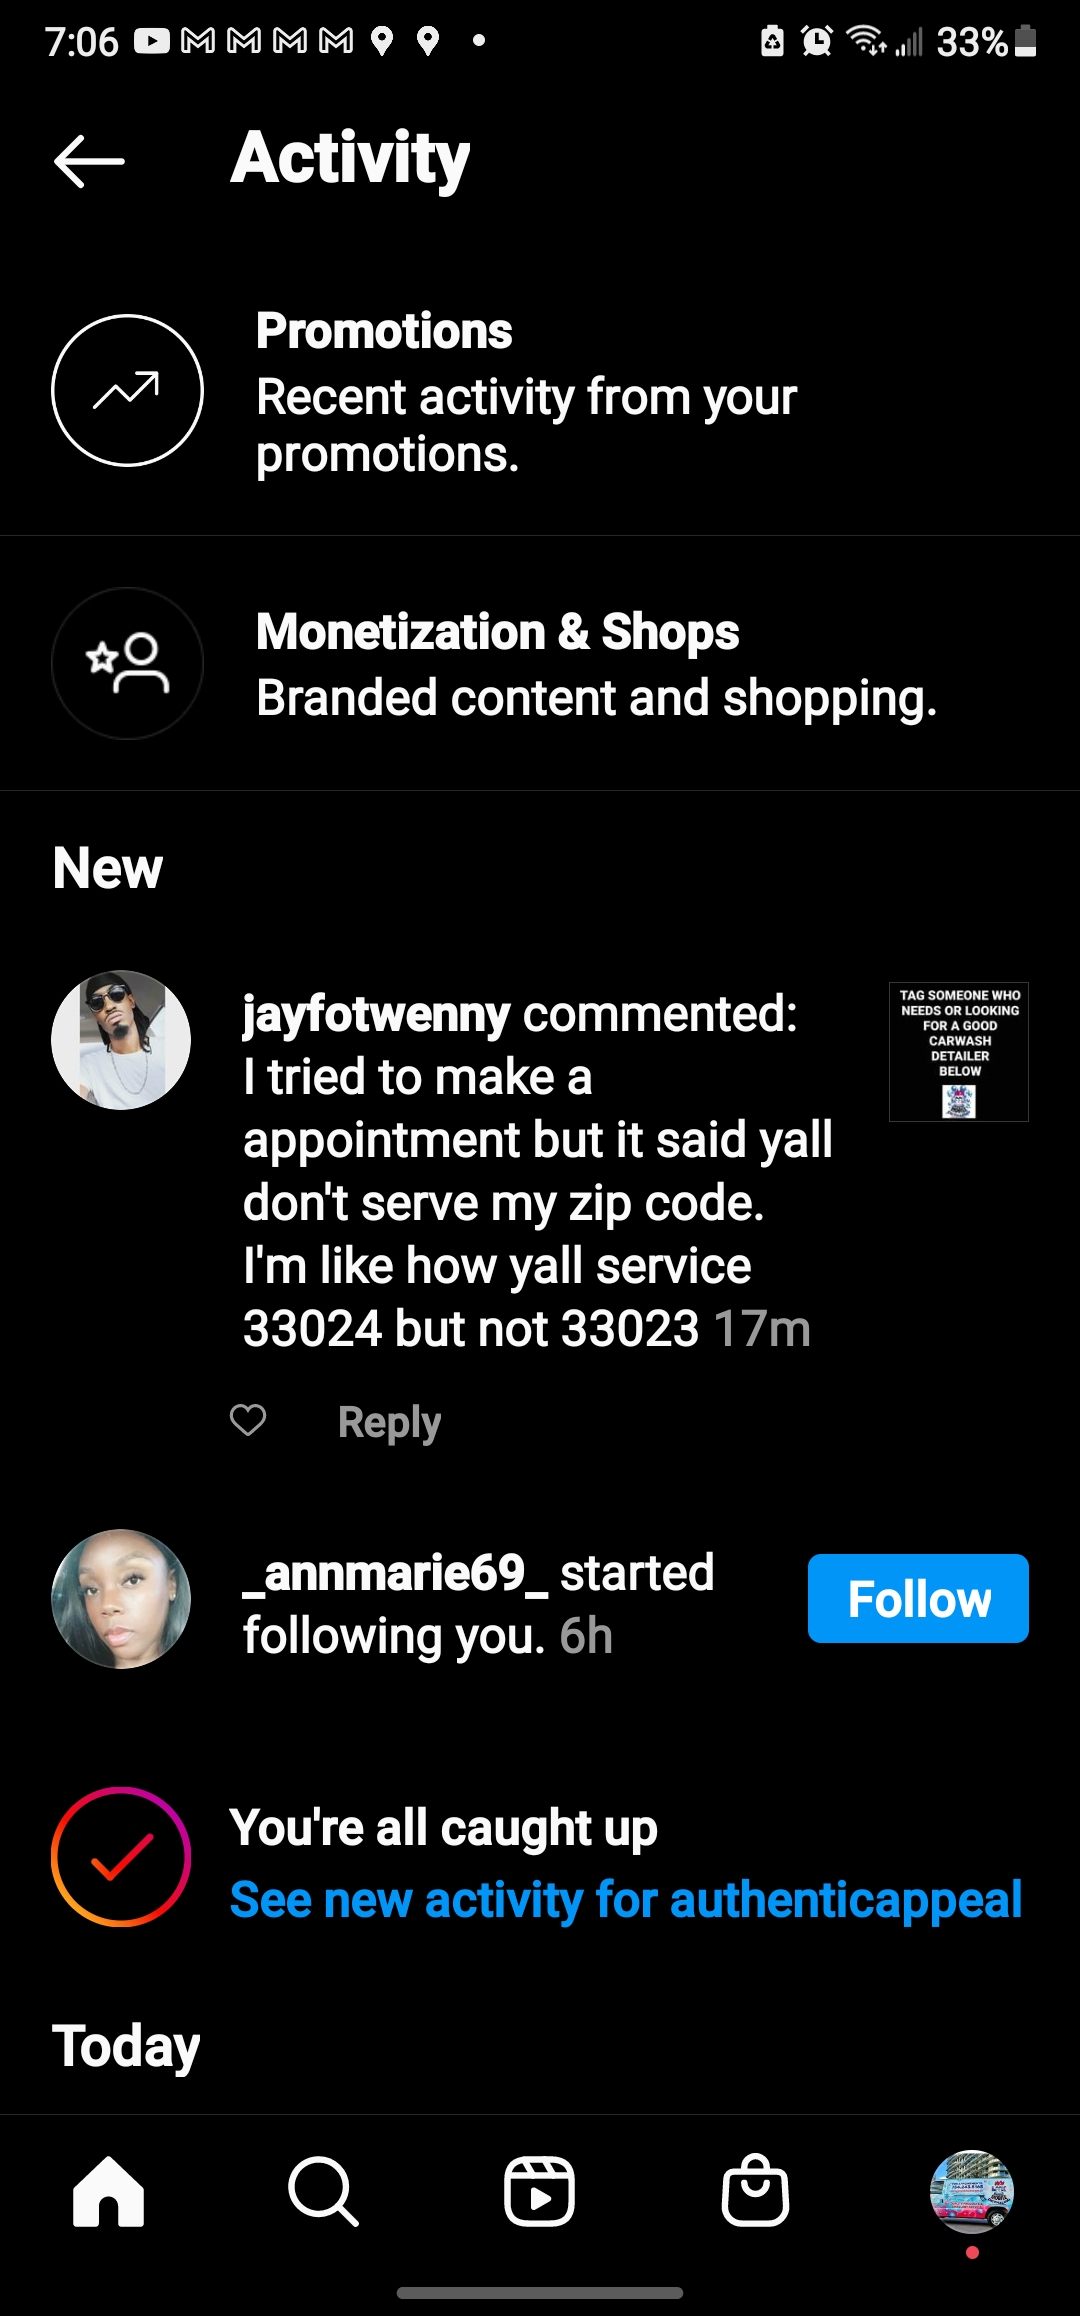 7:06
33%
Activity
Promotions
Recent activity from your
promotions.
Monetization & Shops
Branded content and shopping.
New
jayfotwenny commented:
I tried to make a
appointment but it said yall
don't serve my zip code.
I'm like how yall service
33024 but not 33023 17m
TAG SOMEONE WHO
NEEDS OR LOOKING
FOR A GOOD
CARWASH
DETAILER
BELOW
Reply
_annmarie69_ started
following you. 6h
Follow
You're all caught up
See new activity for authenticappeal
Today